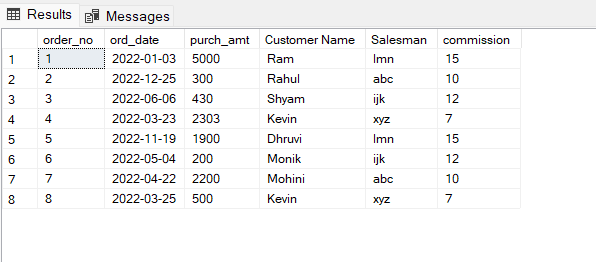 Results Messages
order_no ord_date purch_amt Customer Name Salesman commission
1 1 2022-01-03 5000 Ram lmn 15
2 2 2022-12-25 300 Rahul abc 10
3 3 2022-06-06 430 Shyam ijk 12
4 4 2022-03-23 2303 Kevin xyz 7
5 5 2022-11-19 1900 Dhruvi lmn 15
6 6 2022-05-04 200 Monik ijk 12
7 7 2022-04-22 2200 Mohini abc 10
8 8 2022-03-25 500 Kevin xyz 7